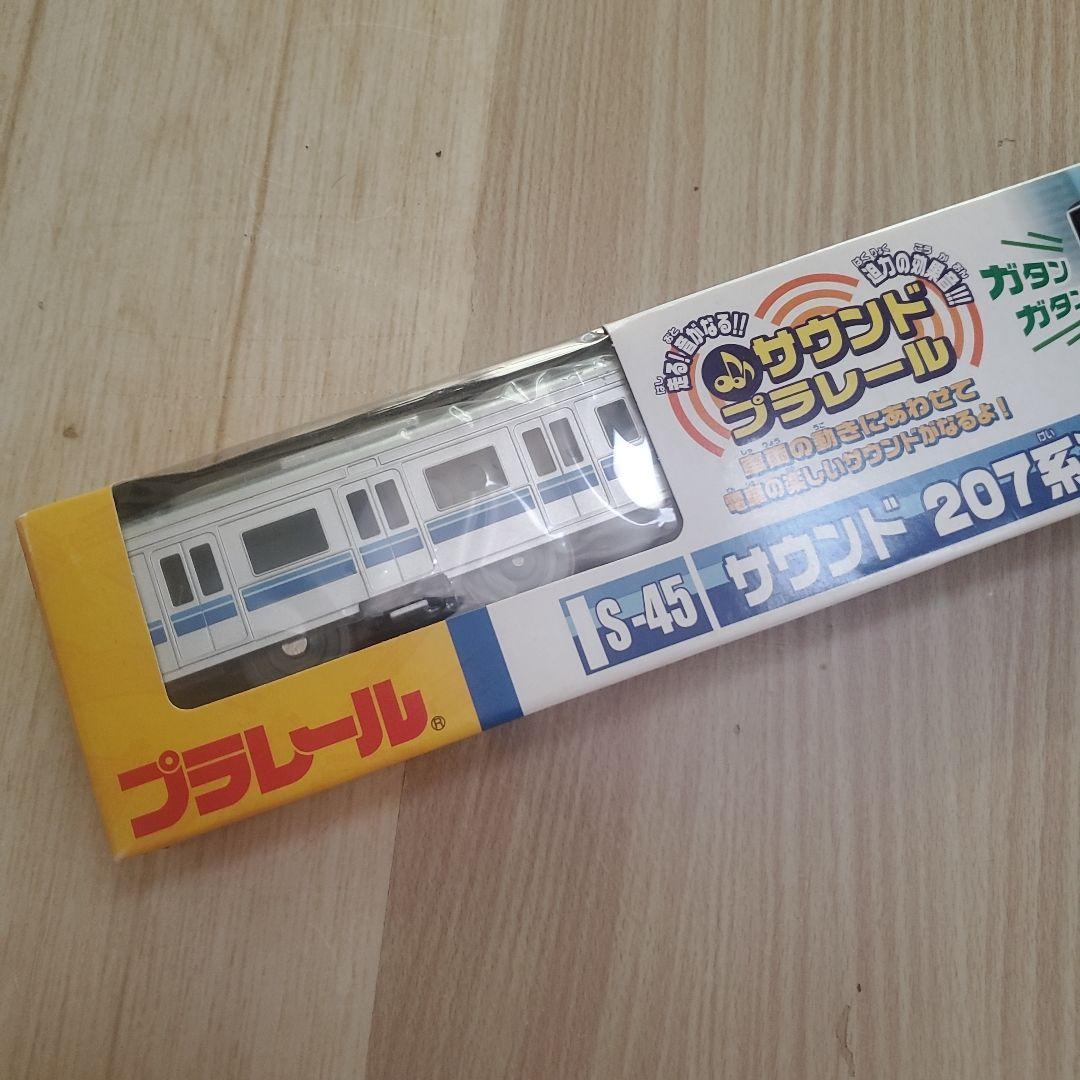 走る！音がなる!!
迫力の効果音!!!
サウンド
プラレール
車両の動きにあわせて
電車の楽しいサウンドがなるよ！
ガタン
ガタン
S-45
サウンド 207系
プラレール®